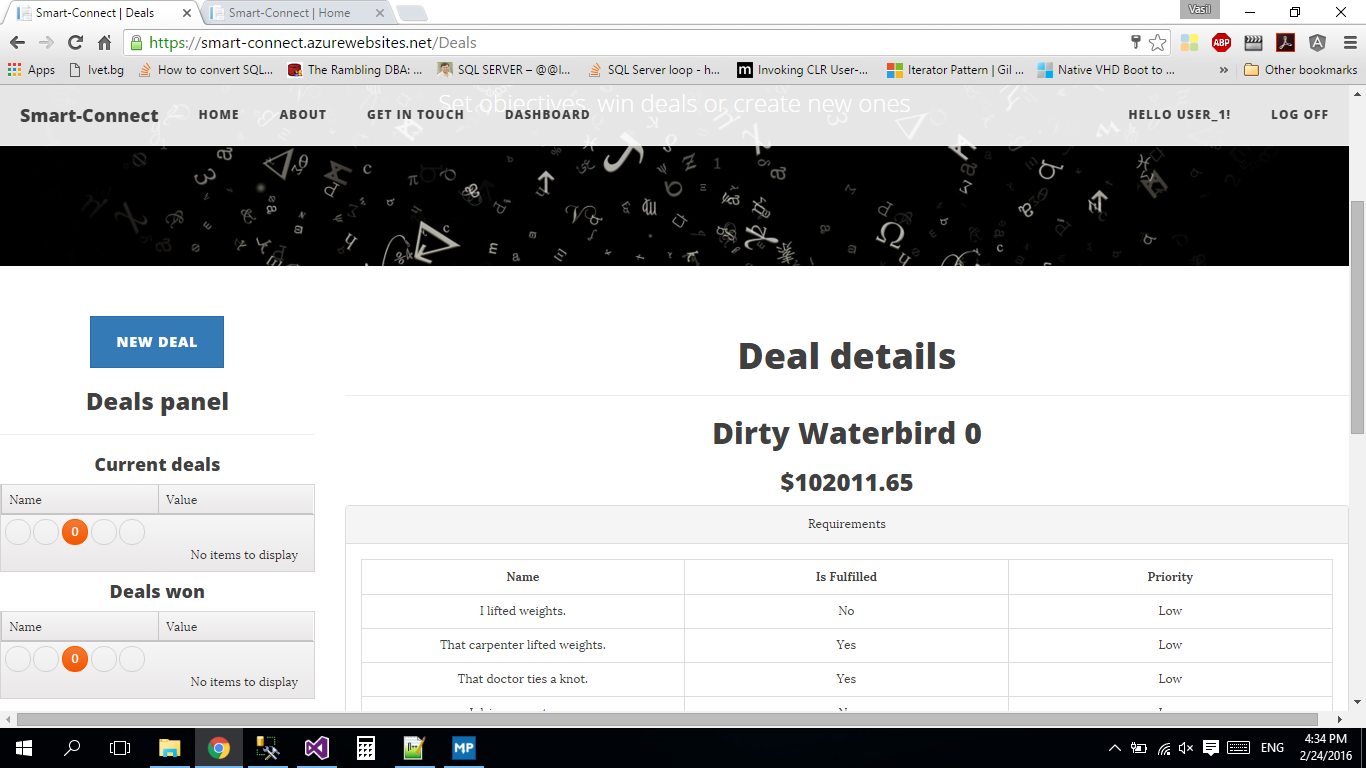 Smart-Connect | Deals
Smart-Connect | Home
Vasil
https://smart-connect.azurewebsites.net/Deals
ABP
Apps
lvet.bg
How to convert SQL...
The Rambling DBA: ...
SQL SERVER – @@I...
SQL Server loop - h...
Invoking CLR User-...
Iterator Pattern | Gil ...
Native VHD Boot to ...
»
Other bookmarks
Set objectives, win deals or create new ones
Smart-Connect
HOME
ABOUT
GET IN TOUCH
DASHBOARD
HELLO USER_1!
LOG OFF
NEW DEAL
Deals panel
Current deals
Name
Value
0
No items to display
Deals won
Name
Value
0
No items to display
Deal details
Dirty Waterbird 0
$102011.65
Requirements
Name
Is Fulfilled
Priority
I lifted weights.
No
Low
That carpenter lifted weights.
Yes
Low
That doctor ties a knot.
Yes
Low
MP
ENG
4:34 PM
2/24/2016